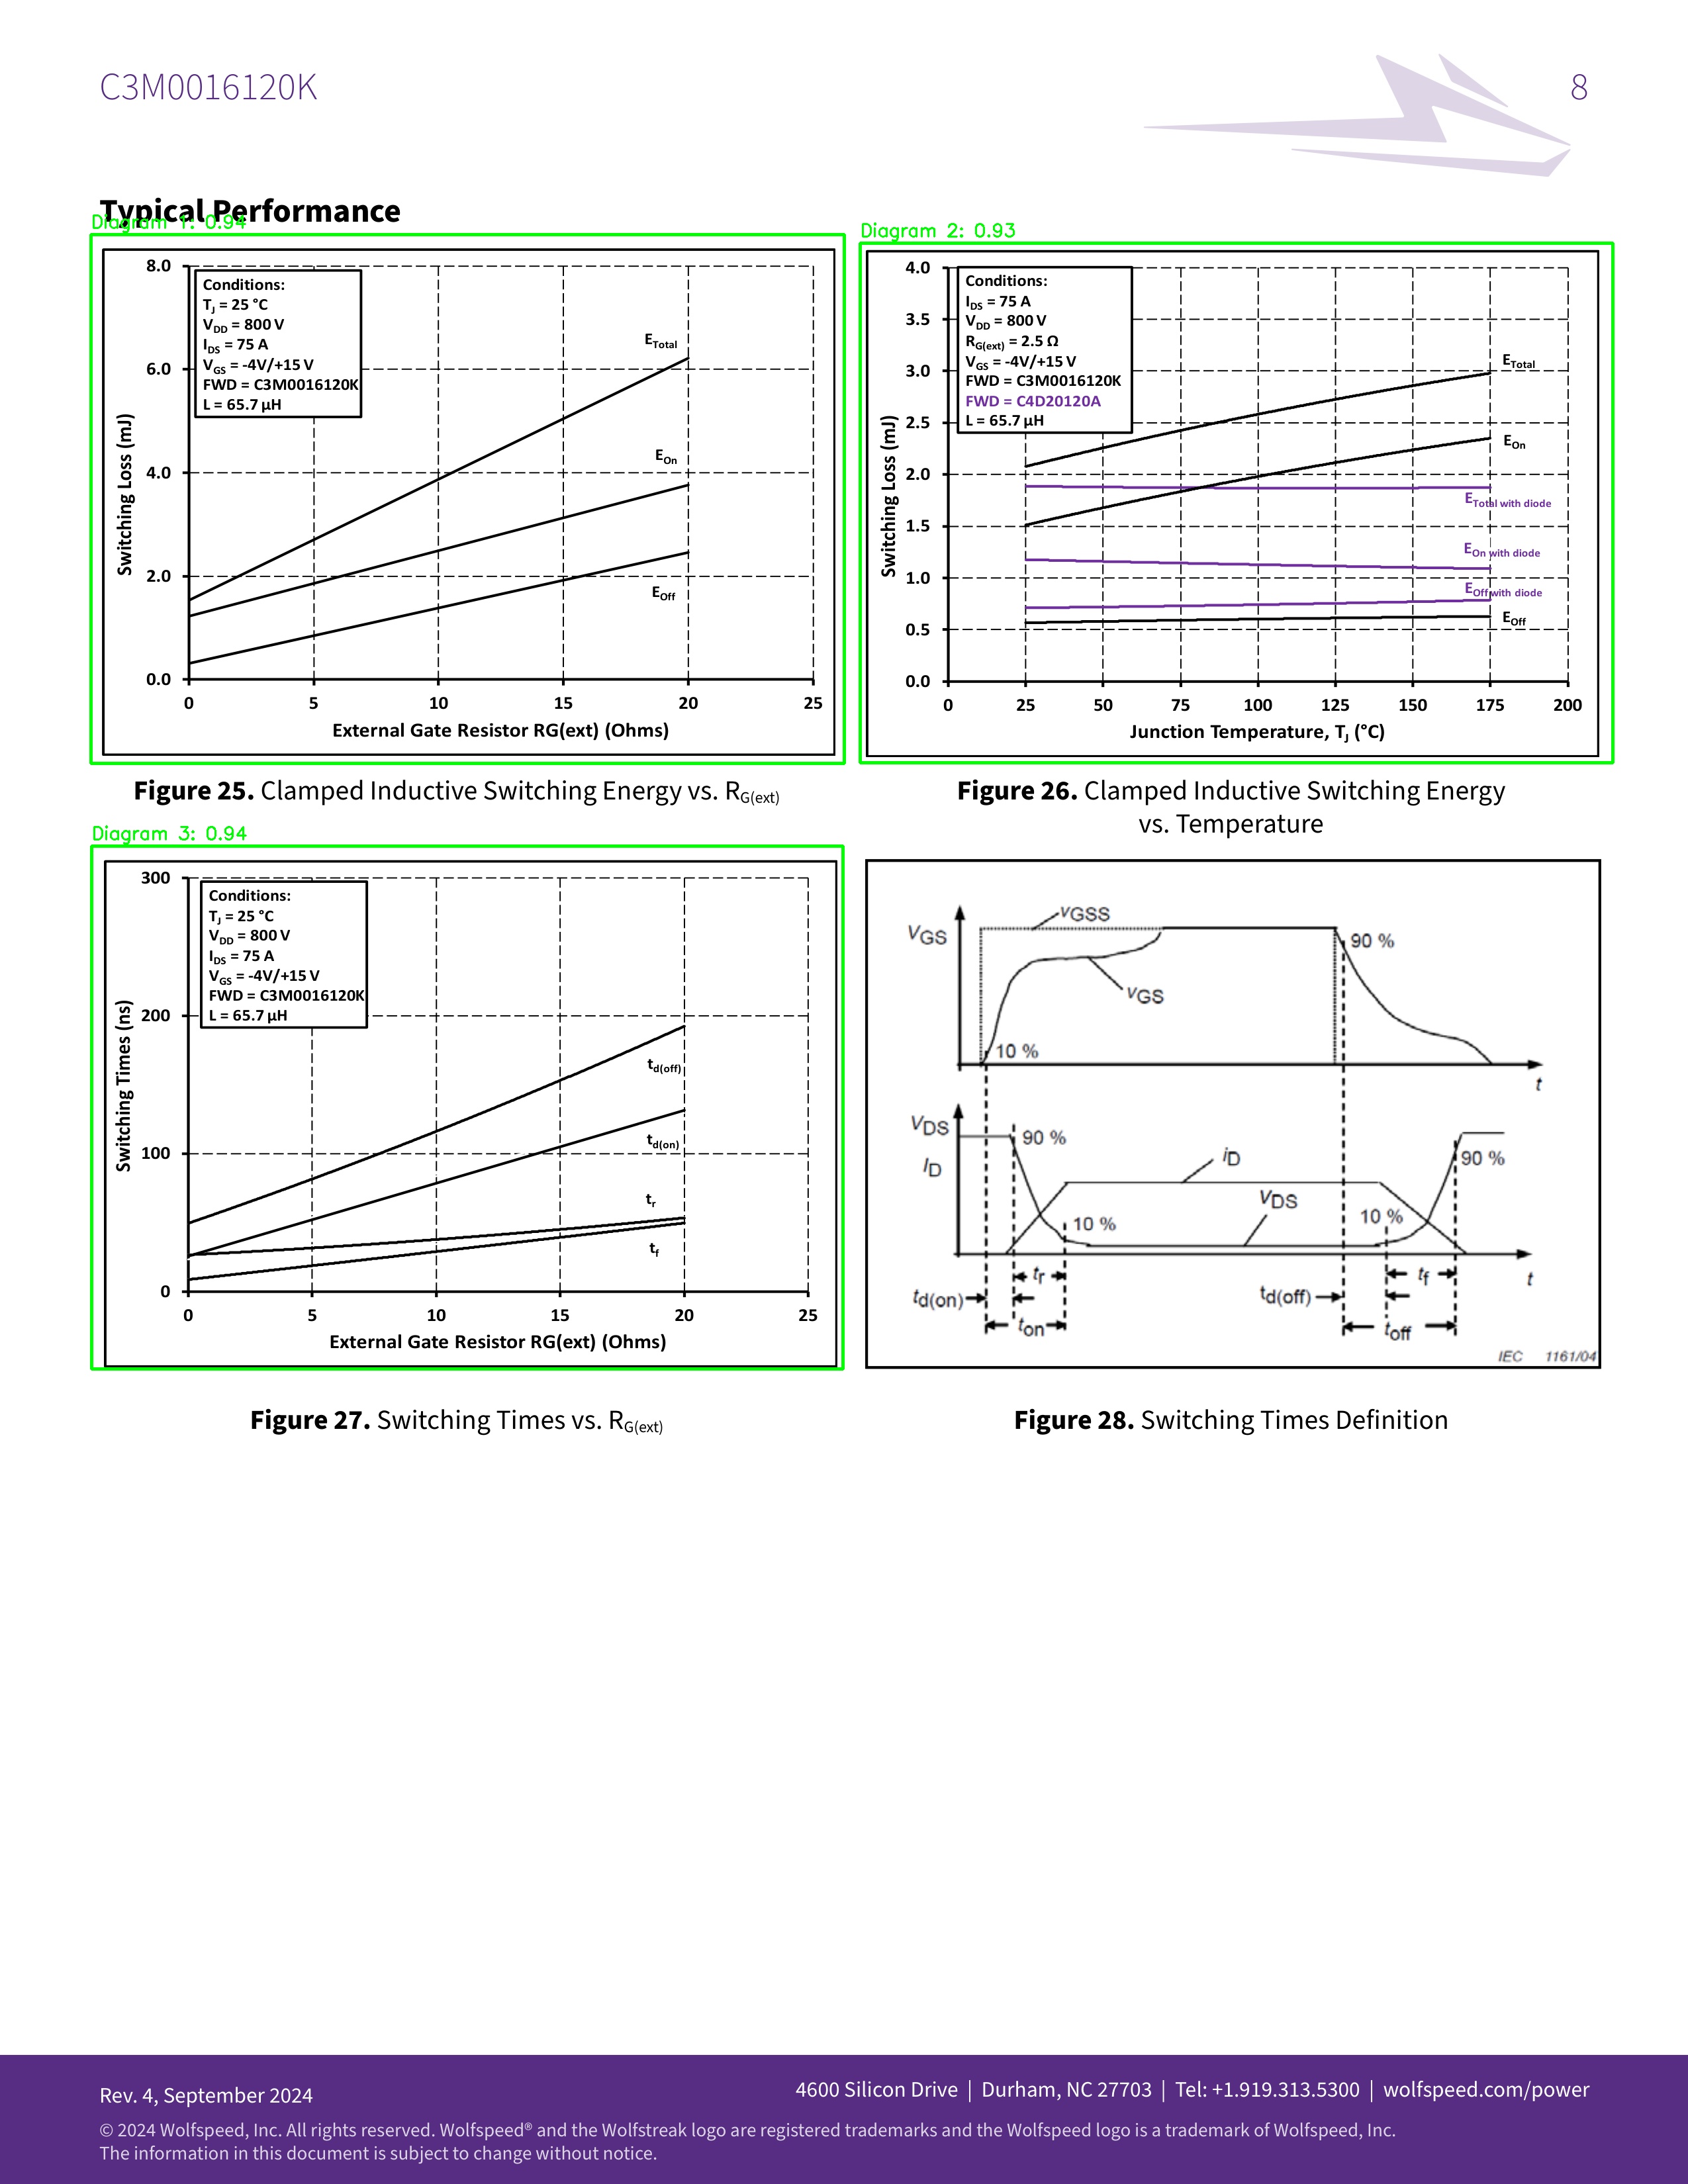 C3M0016120K
8
Typical Performance
Diagram 1: 0.94
8.0
6.0
4.0
2.0
0.0
Switching Loss (mJ)
Conditions:
TJ = 25 °C
VDD = 800 V
IDS = 75 A
VGS = -4V/+15 V
FWD = C3M0016120K
L = 65.7 μH
ETotal
EOn
EOff
0 5 10 15 20 25
External Gate Resistor RG(ext) (Ohms)
Figure 25. Clamped Inductive Switching Energy vs. RG(ext)
Diagram 2: 0.93
4.0
3.5
3.0
2.5
2.0
1.5
1.0
0.5
0.0
Switching Loss (mJ)
Conditions:
IDS = 75 A
VDD = 800 V
RG(ext) = 2.5 Ω
VGS = -4V/+15 V
FWD = C3M0016120K
FWD = C4D20120A
L = 65.7 μH
ETotal
EOn
ETotal with diode
EOn with diode
EOff with diode
EOff
0 25 50 75 100 125 150 175 200
Junction Temperature, TJ (°C)
Figure 26. Clamped Inductive Switching Energy
vs. Temperature
Diagram 3: 0.94
300
200
100
0
Switching Times (ns)
Conditions:
TJ = 25 °C
VDD = 800 V
IDS = 75 A
VGS = -4V/+15 V
FWD = C3M0016120K
L = 65.7 μH
td(off)
td(on)
tr
tf
0 5 10 15 20 25
External Gate Resistor RG(ext) (Ohms)
Figure 27. Switching Times vs. RG(ext)
VGS
vGSS
90 %
vGS
10 %
t
VDS
ID
90 %
iD
VDS
90 %
10 %
10 %
tr
tf
t
td(on)
td(off)
ton
toff
IEC 1161/04
Figure 28. Switching Times Definition
Rev. 4, September 2024
4600 Silicon Drive | Durham, NC 27703 | Tel: +1.919.313.5300 | wolfspeed.com/power
© 2024 Wolfspeed, Inc. All rights reserved. Wolfspeed® and the Wolfstreak logo are registered trademarks and the Wolfspeed logo is a trademark of Wolfspeed, Inc.
The information in this document is subject to change without notice.